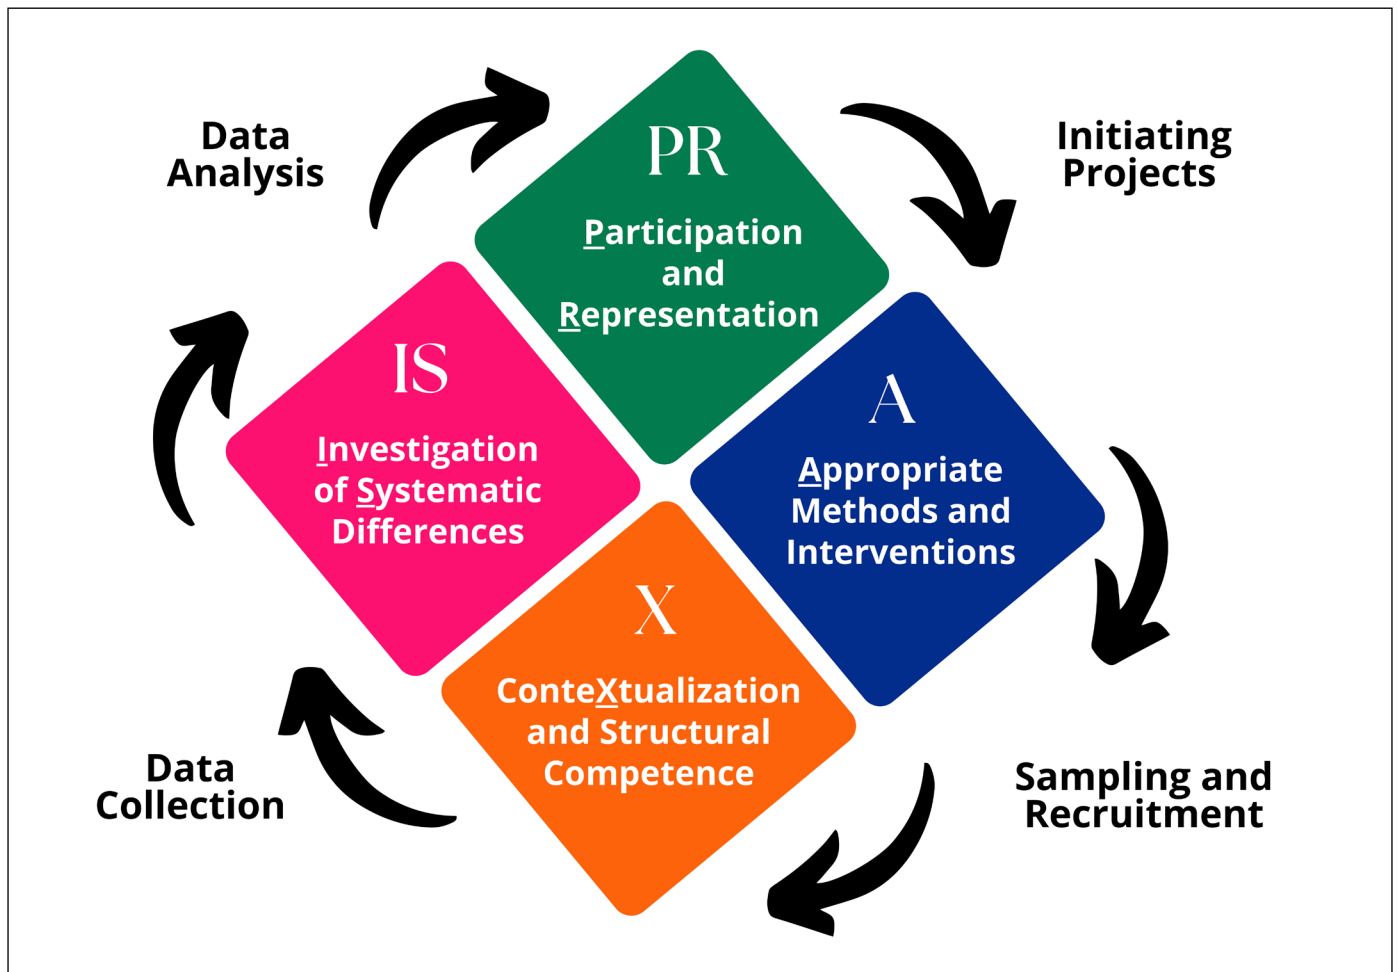 Data
Analysis
Initiating
Projects
PR
Participation
and
Representation
IS
Investigation
of Systematic
Differences
A
Appropriate
Methods and
Interventions
X
ConteXtualization
and Structural
Competence
Data
Collection
Sampling and
Recruitment